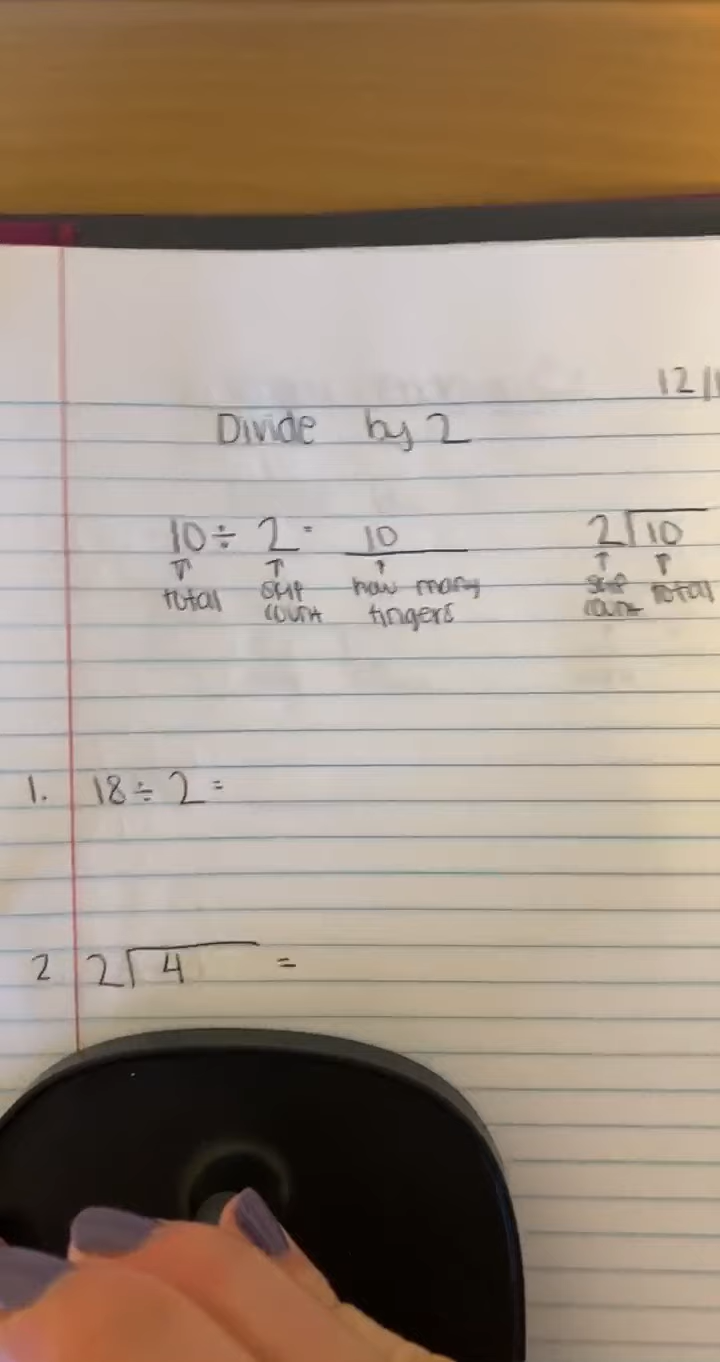 12/1
Divide by 2
10 ÷ 2 = 10
total skip count how many fingers
2⟌10
skip count total
1. 18 ÷ 2 =
2 2⟌4 =